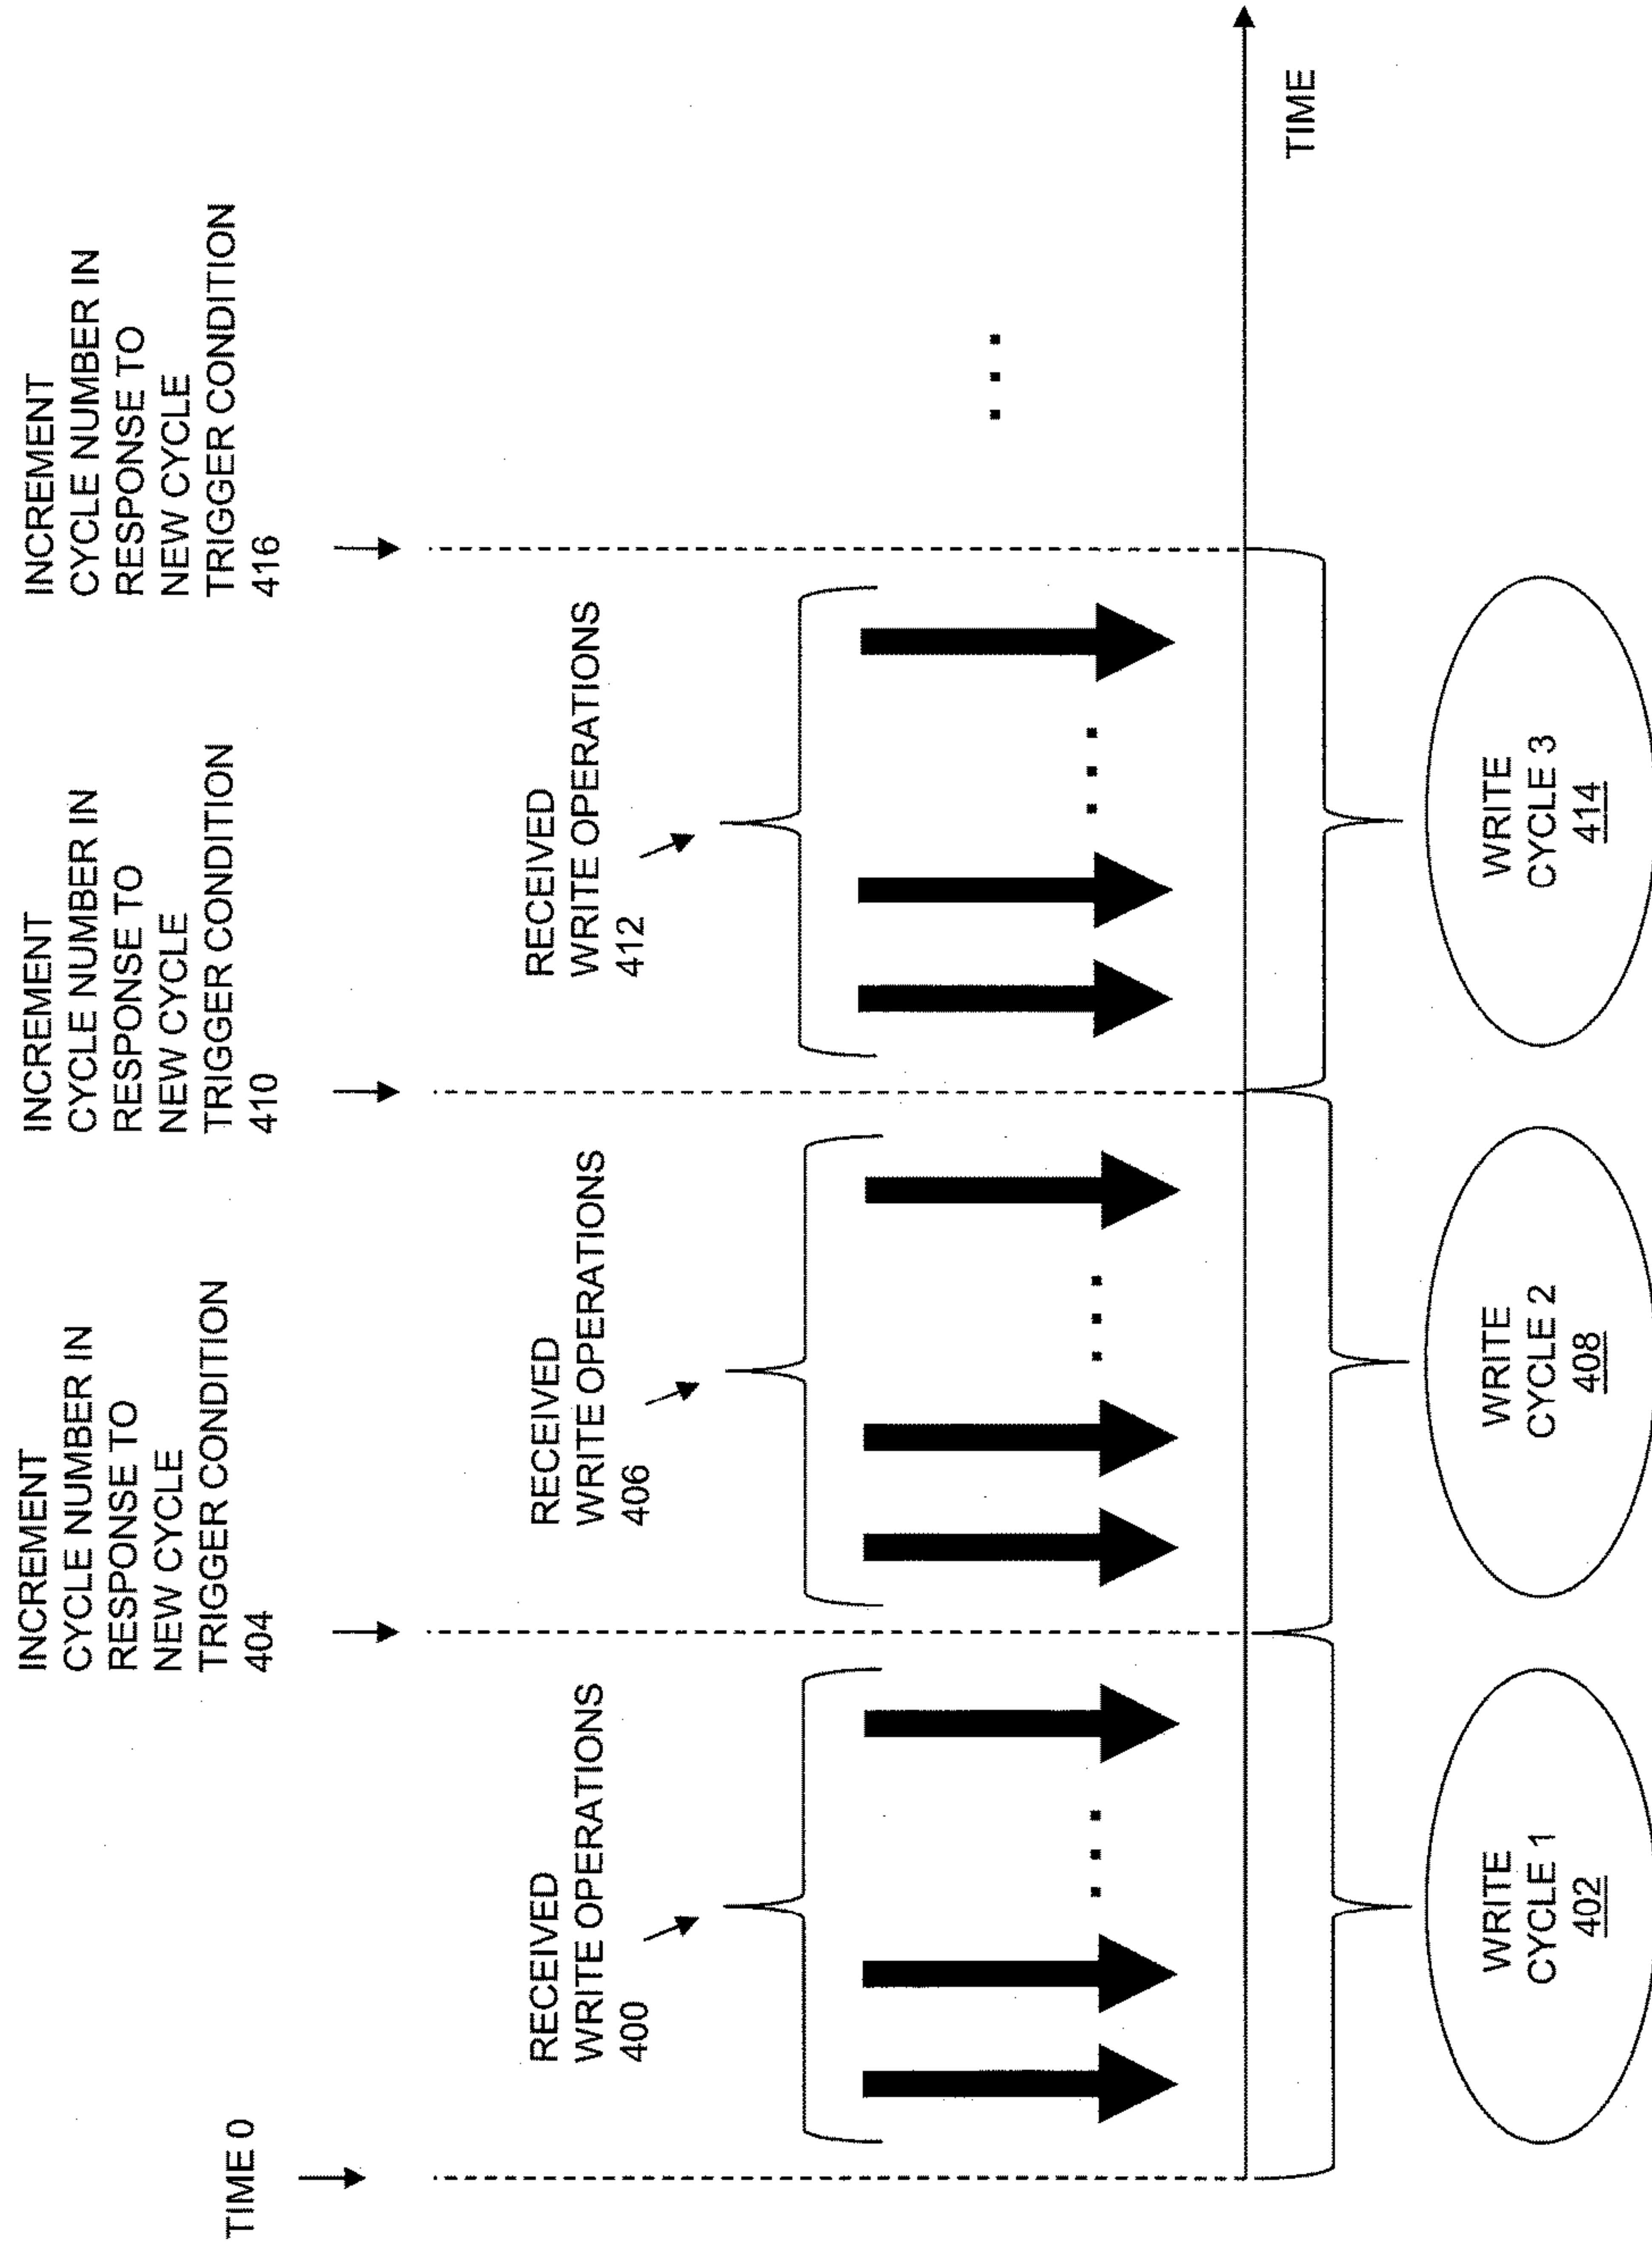 TIME 0
INCREMENT
CYCLE NUMBER IN
RESPONSE TO
NEW CYCLE
TRIGGER CONDITION
404
INCREMENT
CYCLE NUMBER IN
RESPONSE TO
NEW CYCLE
TRIGGER CONDITION
410
INCREMENT
CYCLE NUMBER IN
RESPONSE TO
NEW CYCLE
TRIGGER CONDITION
416
RECEIVED
WRITE OPERATIONS
400
RECEIVED
WRITE OPERATIONS
406
RECEIVED
WRITE OPERATIONS
412
TIME
WRITE
CYCLE 1
402
WRITE
CYCLE 2
408
WRITE
CYCLE 3
414